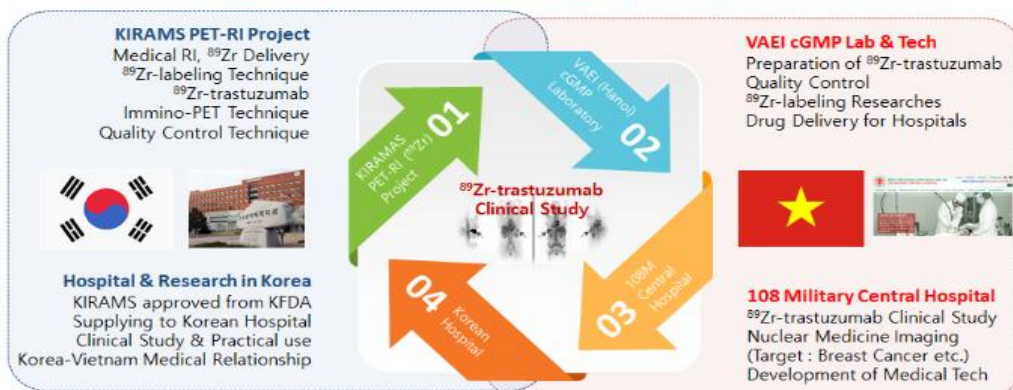 KIRAMS PET-RI Project
Medical RI, ⁸⁹Zr Delivery
⁸⁹Zr-labeling Technique
⁸⁹Zr-trastuzumab
Immino-PET Technique
Quality Control Technique
VAEI cGMP Lab & Tech
Preparation of ⁸⁹Zr-trastuzumab
Quality Control
⁸⁹Zr-labeling Researches
Drug Delivery for Hospitals
KIRAMAS
PET-RI (⁸⁹Zr)
Project
01
VAEI (Hanoi)
cGMP
Laboratory
02
⁸⁹Zr-trastuzumab
Clinical Study
108M
Central
Hospital
03
04
Korean
Hospital
Hospital & Research in Korea
KIRAMS approved from KFDA
Supplying to Korean Hospital
Clinical Study & Practical use
Korea-Vietnam Medical Relationship
108 Military Central Hospital
⁸⁹Zr-trastuzumab Clinical Study
Nuclear Medicine Imaging
(Target : Breast Cancer etc.)
Development of Medical Tech